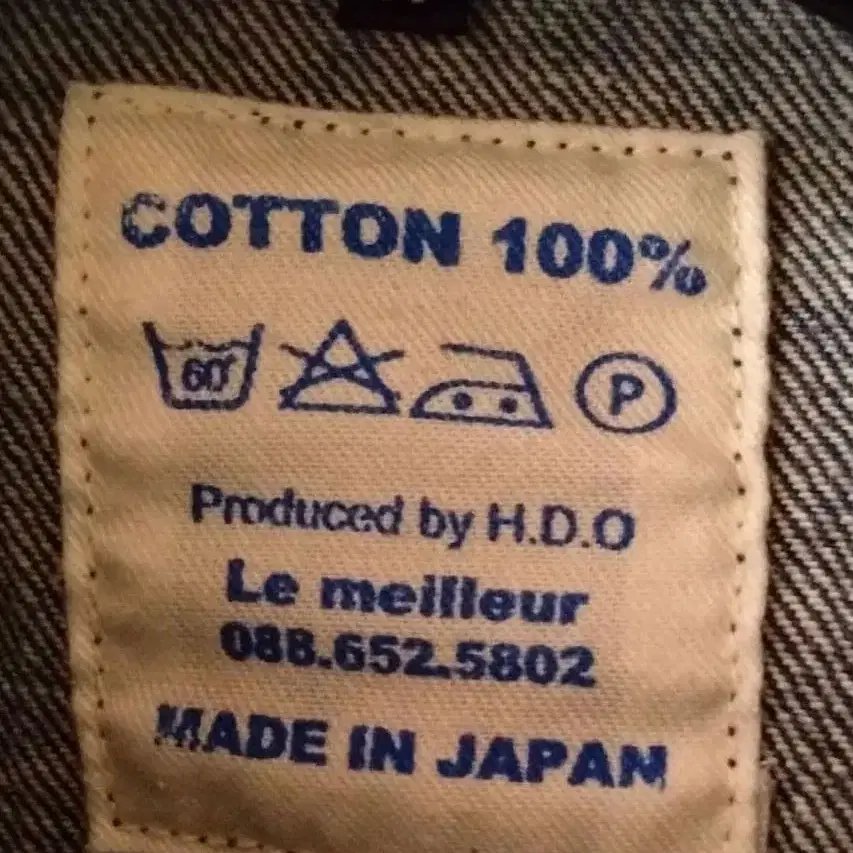 COTTON 100%
60° P
Produced by H.D.O
Le meilleur
088.652.5802
MADE IN JAPAN